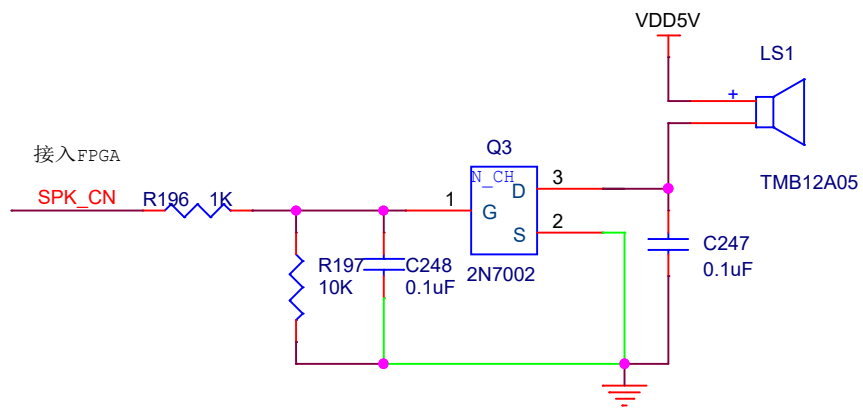 VDD5V
LS1
+
接入FPGA
Q3
N_CH
D
3
TMB12A05
SPK_CN
R196
1K
1
G
S
2
C247
0.1uF
R197
10K
C248
0.1uF
2N7002